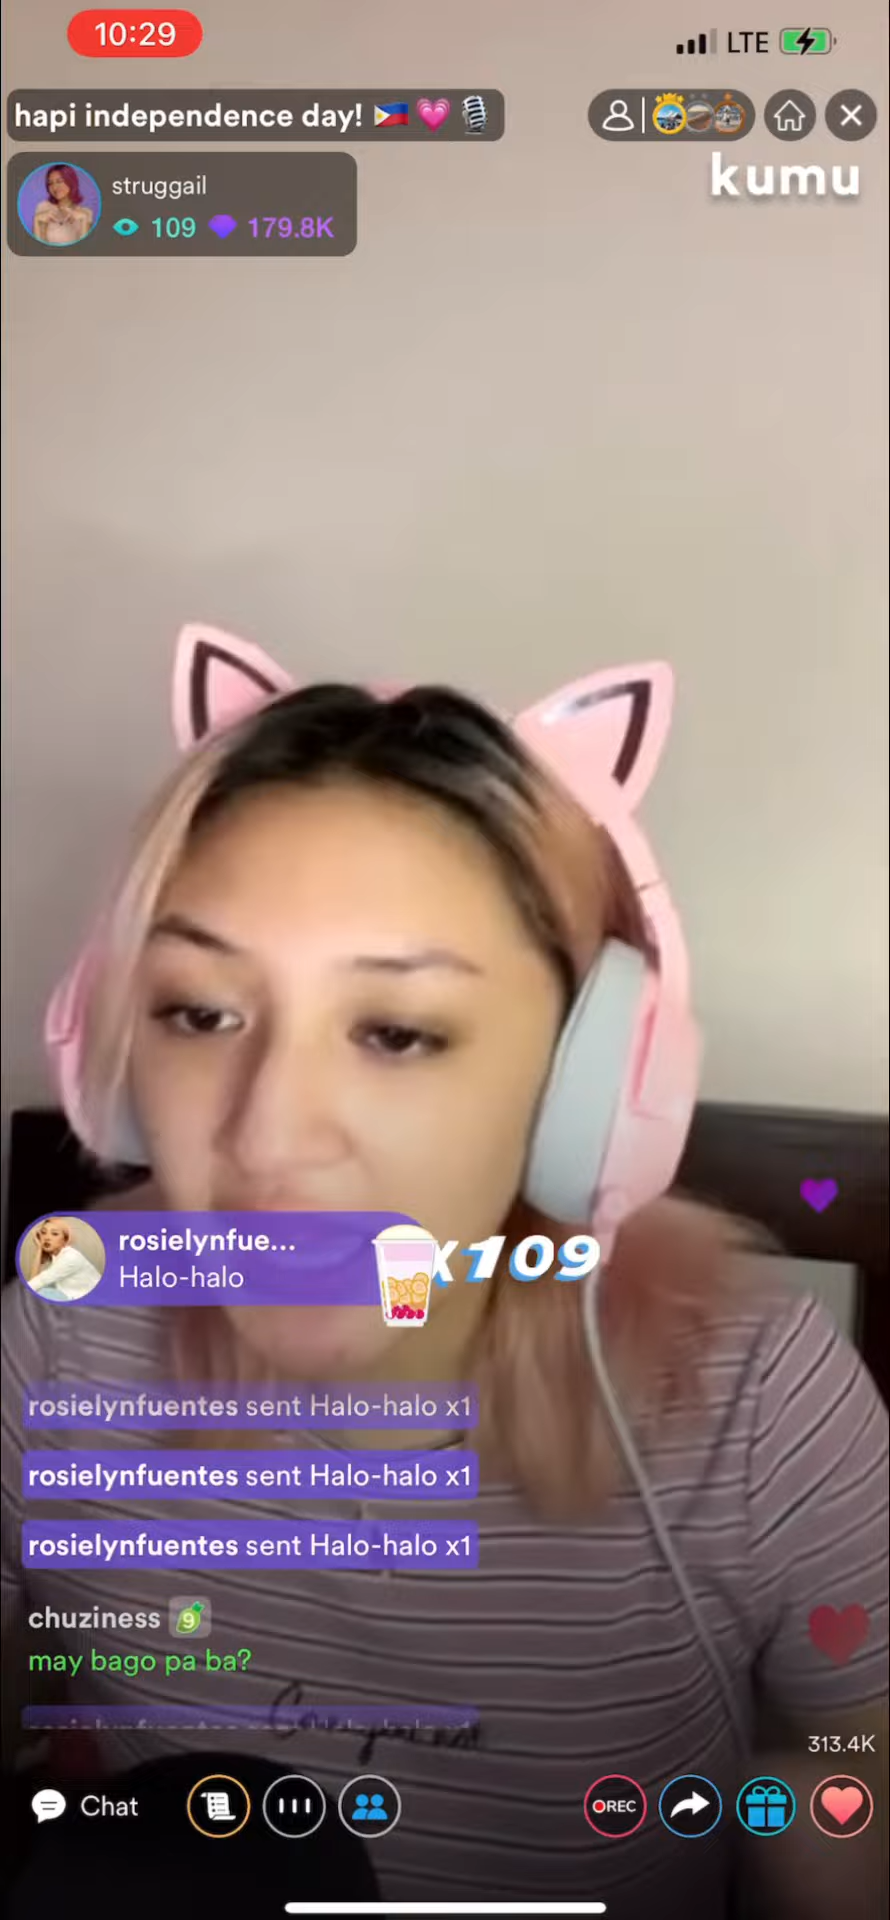 10:29
LTE
hapi independence day! 🇵🇭💗🎙️
kumu
struggail
109 179.8K
rosielynfue...
Halo-halo
x109
rosielynfuentes sent Halo-halo x1
rosielynfuentes sent Halo-halo x1
rosielynfuentes sent Halo-halo x1
chuziness 9
may bago pa ba?
313.4K
Chat
REC